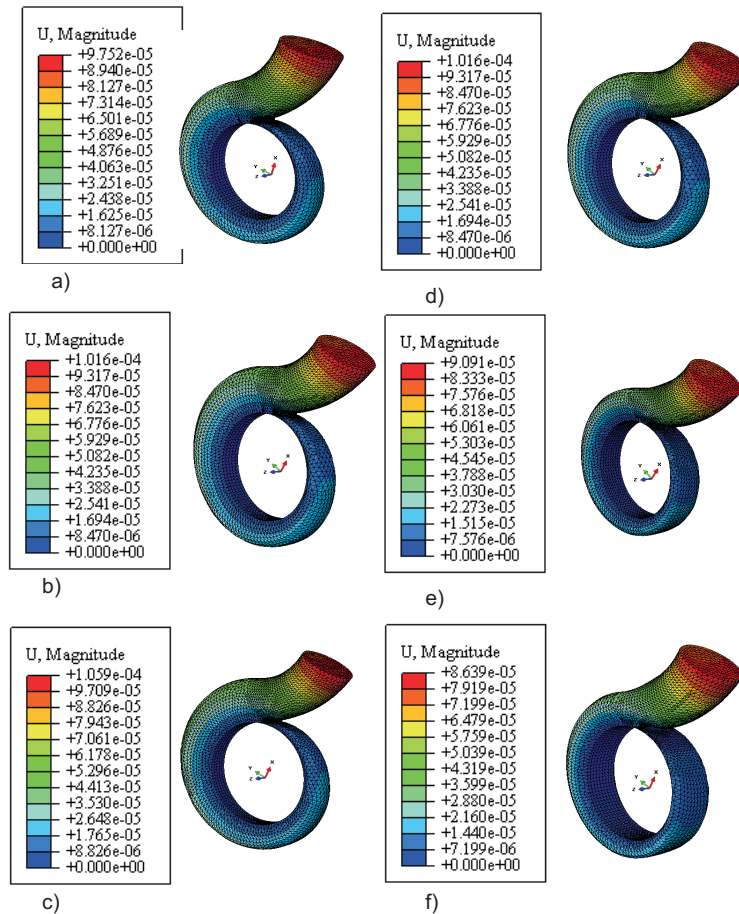 U, Magnitude
+9.752e-05
+8.940e-05
+8.127e-05
+7.314e-05
+6.501e-05
+5.689e-05
+4.876e-05
+4.063e-05
+3.251e-05
+2.438e-05
+1.625e-05
+8.127e-06
+0.000e+00
X
Y
Z
a)
U, Magnitude
+1.016e-04
+9.317e-05
+8.470e-05
+7.623e-05
+6.776e-05
+5.929e-05
+5.082e-05
+4.235e-05
+3.388e-05
+2.541e-05
+1.694e-05
+8.470e-06
+0.000e+00
X
Y
Z
d)
U, Magnitude
+1.016e-04
+9.317e-05
+8.470e-05
+7.623e-05
+6.776e-05
+5.929e-05
+5.082e-05
+4.235e-05
+3.388e-05
+2.541e-05
+1.694e-05
+8.470e-06
+0.000e+00
X
Y
Z
b)
U, Magnitude
+9.091e-05
+8.333e-05
+7.576e-05
+6.818e-05
+6.061e-05
+5.303e-05
+4.545e-05
+3.788e-05
+3.030e-05
+2.273e-05
+1.515e-05
+7.576e-06
+0.000e+00
X
Y
Z
e)
U, Magnitude
+1.059e-04
+9.709e-05
+8.826e-05
+7.943e-05
+7.061e-05
+6.178e-05
+5.296e-05
+4.413e-05
+3.530e-05
+2.648e-05
+1.765e-05
+8.826e-06
+0.000e+00
X
Y
Z
c)
U, Magnitude
+8.639e-05
+7.919e-05
+7.199e-05
+6.479e-05
+5.759e-05
+5.039e-05
+4.319e-05
+3.599e-05
+2.880e-05
+2.160e-05
+1.440e-05
+7.199e-06
+0.000e+00
X
Y
Z
f)